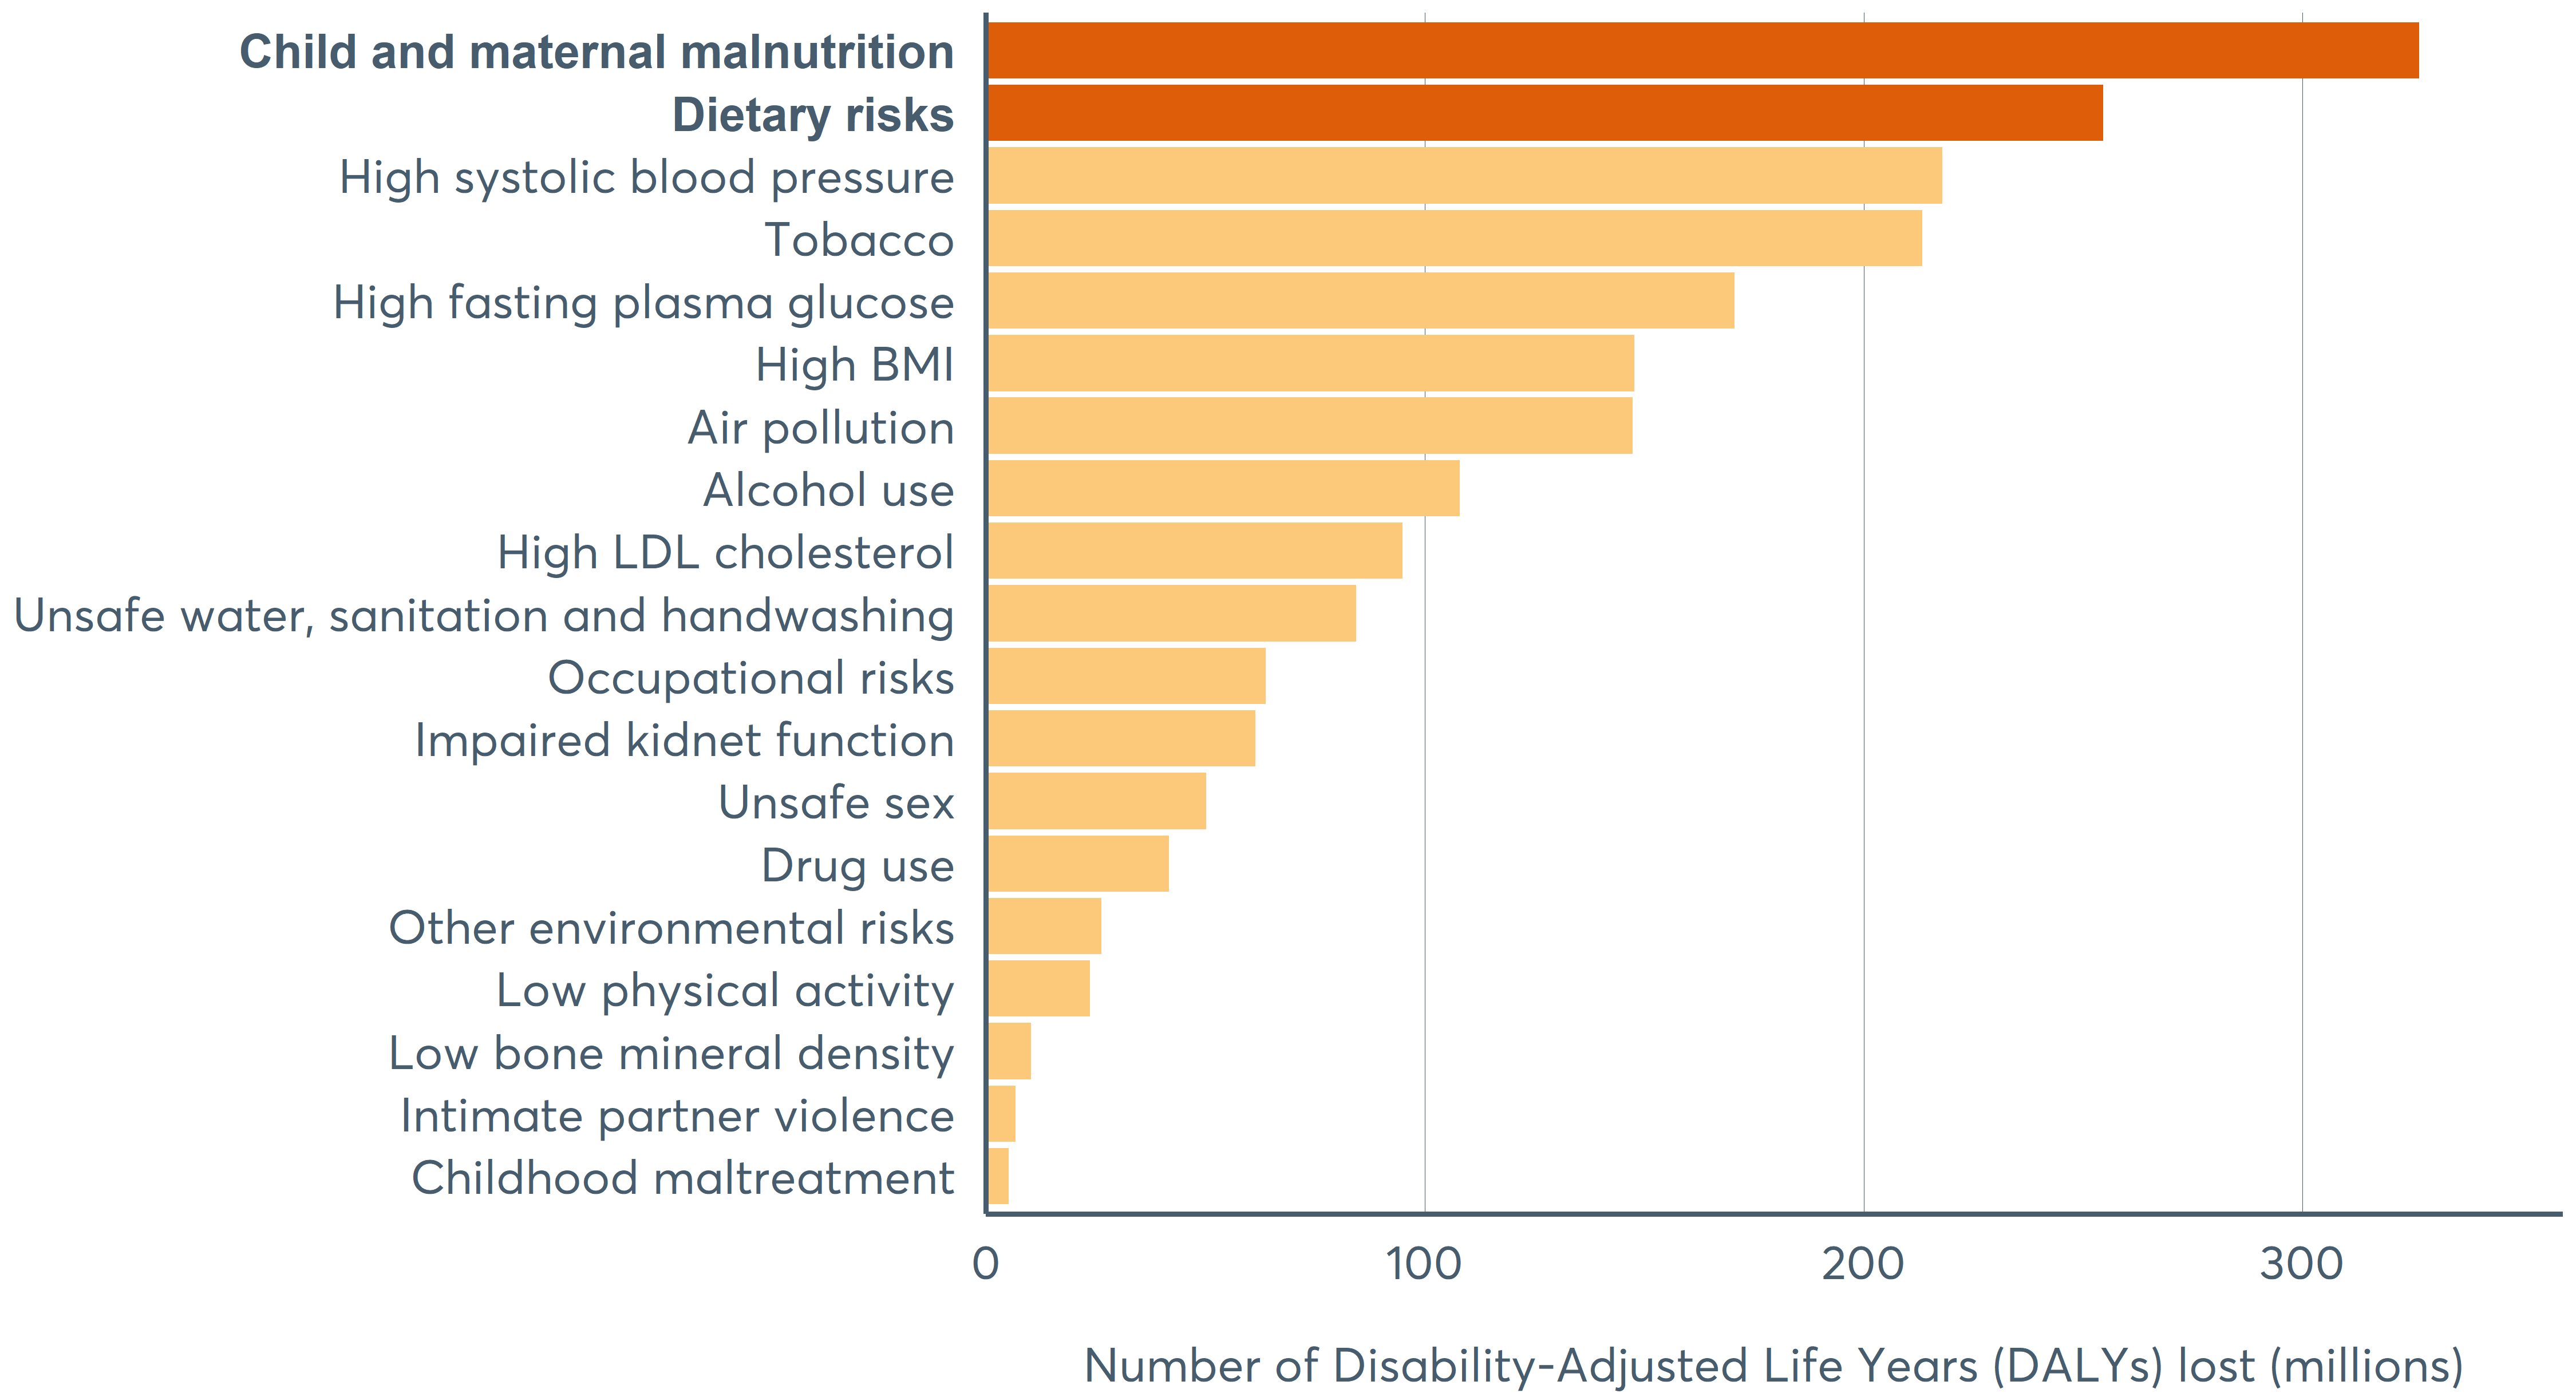 Child and maternal malnutrition
Dietary risks
High systolic blood pressure
Tobacco
High fasting plasma glucose
High BMI
Air pollution
Alcohol use
High LDL cholesterol
Unsafe water, sanitation and handwashing
Occupational risks
Impaired kidnet function
Unsafe sex
Drug use
Other environmental risks
Low physical activity
Low bone mineral density
Intimate partner violence
Childhood maltreatment
0 100 200 300
Number of Disability-Adjusted Life Years (DALYs) lost (millions)